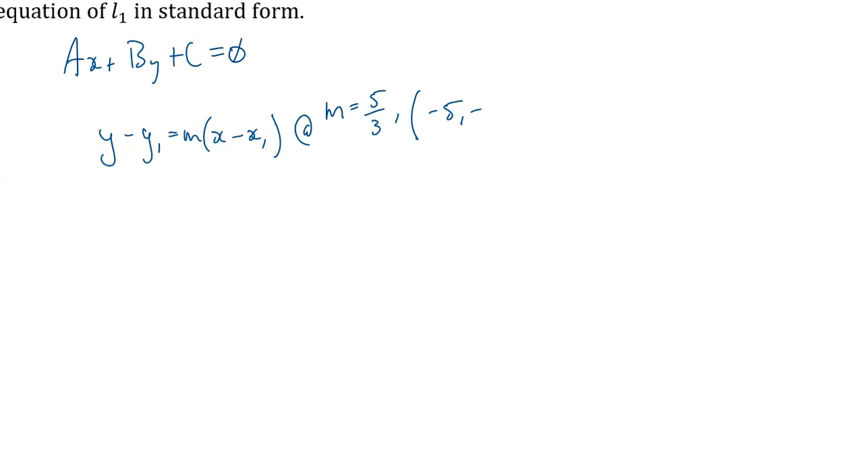 equation of l₁ in standard form.
Ax + By + C = 0
y - y₁ = m(x - x₁) @ m = 5/3, (-5, -